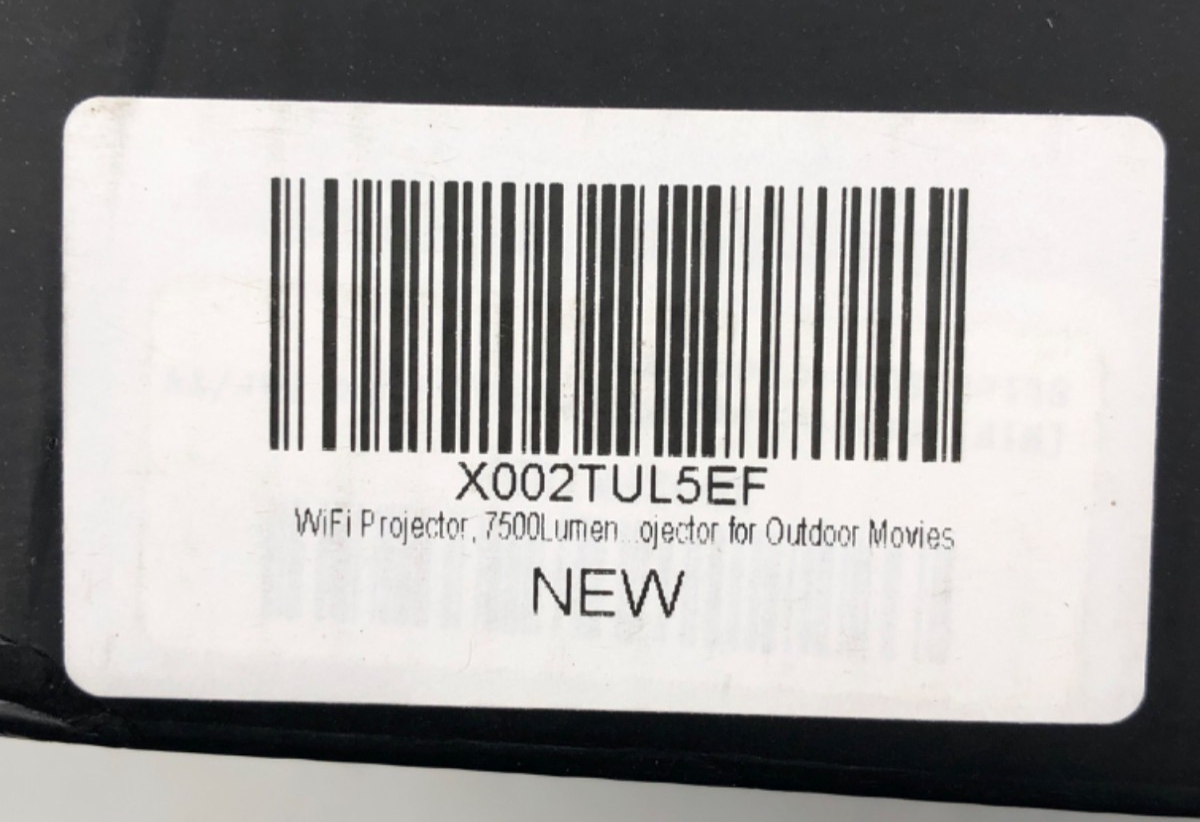 X002TUL5EF
WiFi Projector, 7500Lumen...ojector for Outdoor Movies
NEW